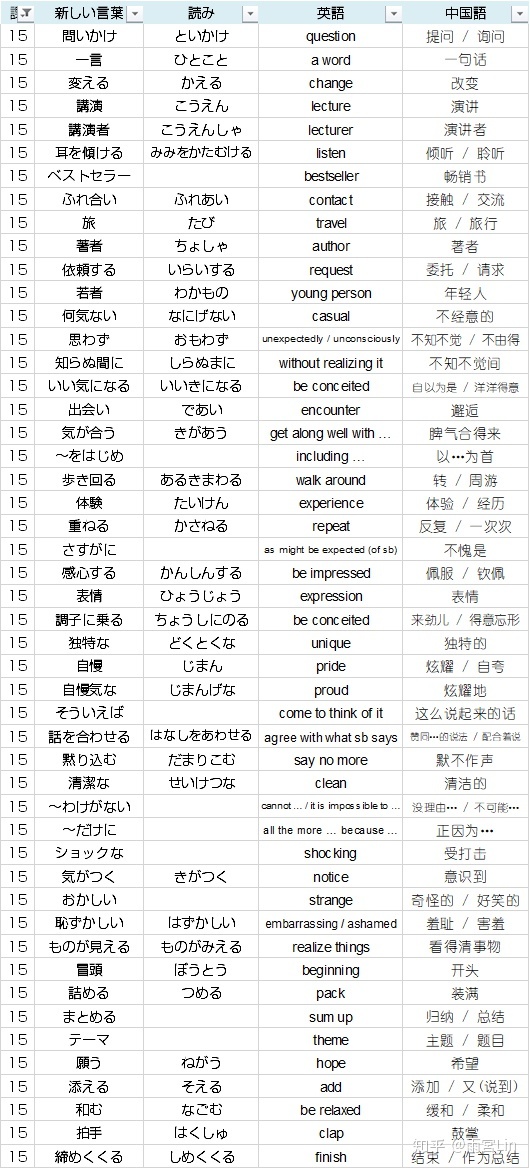 課 新しい言葉 読み 英語 中国語
15 問いかけ といかけ question 提问 / 询问
15 一言 ひとこと a word 一句话
15 変える かえる change 改变
15 講演 こうえん lecture 演讲
15 講演者 こうえんしゃ lecturer 演讲者
15 耳を傾ける みみをかたむける listen 倾听 / 聆听
15 ベストセラー bestseller 畅销书
15 ふれ合い ふれあい contact 接触 / 交流
15 旅 たび travel 旅 / 旅行
15 著者 ちょしゃ author 著者
15 依頼する いらいする request 委托 / 请求
15 若者 わかもの young person 年轻人
15 何気ない なにげない casual 不经意的
15 思わず おもわず unexpectedly / unconsciously 不知不觉 / 不由得
15 知らぬ間に しらぬまに without realizing it 不知不觉间
15 いい気になる いいきになる be conceited 自以为是 / 洋洋得意
15 出会い であい encounter 邂逅
15 気が合う きがあう get along well with … 脾气合得来
15 ～をはじめ including … 以…为首
15 歩き回る あるきまわる walk around 转 / 周游
15 体験 たいけん experience 体验 / 经历
15 重ねる かさねる repeat 反复 / 一次次
15 さすがに as might be expected (of sb) 不愧是
15 感心する かんしんする be impressed 佩服 / 钦佩
15 表情 ひょうじょう expression 表情
15 調子に乗る ちょうしにのる be conceited 来劲儿 / 得意忘形
15 独特な どくとくな unique 独特的
15 自慢 じまん pride 炫耀 / 自夸
15 自慢気な じまんげな proud 炫耀地
15 そういえば come to think of it 这么说起来的话
15 話を合わせる はなしをあわせる agree with what sb says 赞同…的说法 / 配合着说
15 黙り込む だまりこむ say no more 默不作声
15 清潔な せいけつな clean 清洁的
15 ～わけがない cannot … / it is impossible to … 没理由… / 不可能…
15 ～だけに all the more … because … 正因为…
15 ショックな shocking 受打击
15 気がつく きがつく notice 意识到
15 おかしい strange 奇怪的 / 好笑的
15 恥ずかしい はずかしい embarrassing / ashamed 羞耻 / 害羞
15 ものが見える ものがみえる realize things 看得清事物
15 冒頭 ぼうとう beginning 开头
15 詰める つめる pack 装满
15 まとめる sum up 归纳 / 总结
15 テーマ theme 主题 / 题目
15 願う ねがう hope 希望
15 添える そえる add 添加 / 又(说到)
15 和む なごむ be relaxed 缓和 / 柔和
15 拍手 はくしゅ clap 鼓掌
15 締めくくる しめくくる finish 结束 / 作为总结